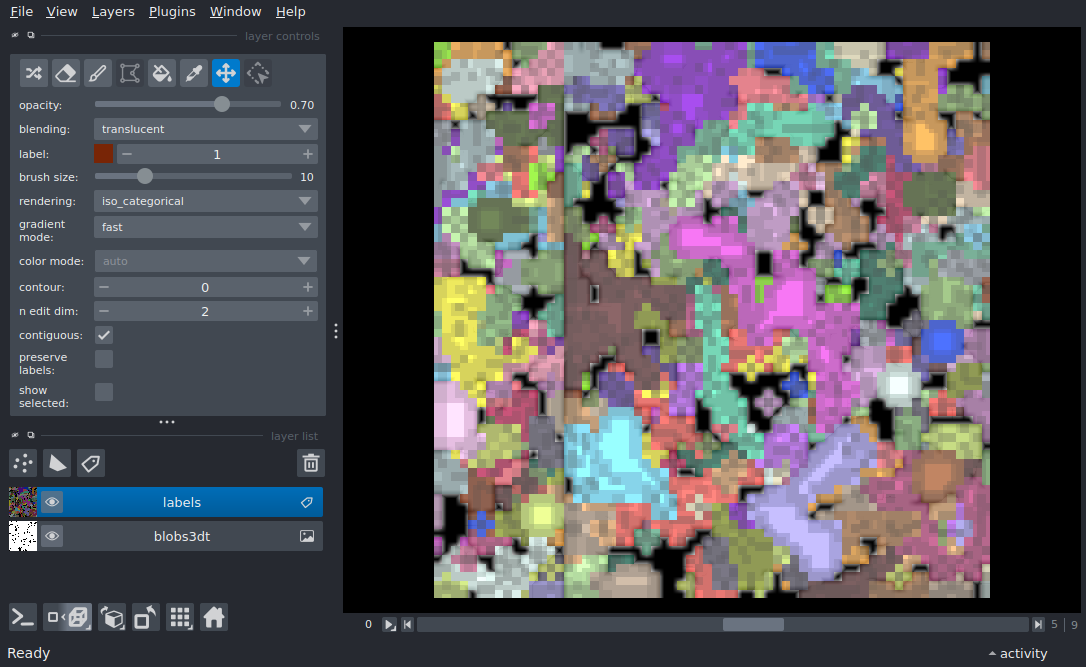 File View Layers Plugins Window Help
layer controls
opacity: 0.70
blending: translucent
label: 1
brush size: 10
rendering: iso_categorical
gradient mode: fast
color mode: auto
contour: 0
n edit dim: 2
contiguous:
preserve labels:
show selected:
layer list
labels
blobs3dt
0 5 | 9
Ready activity